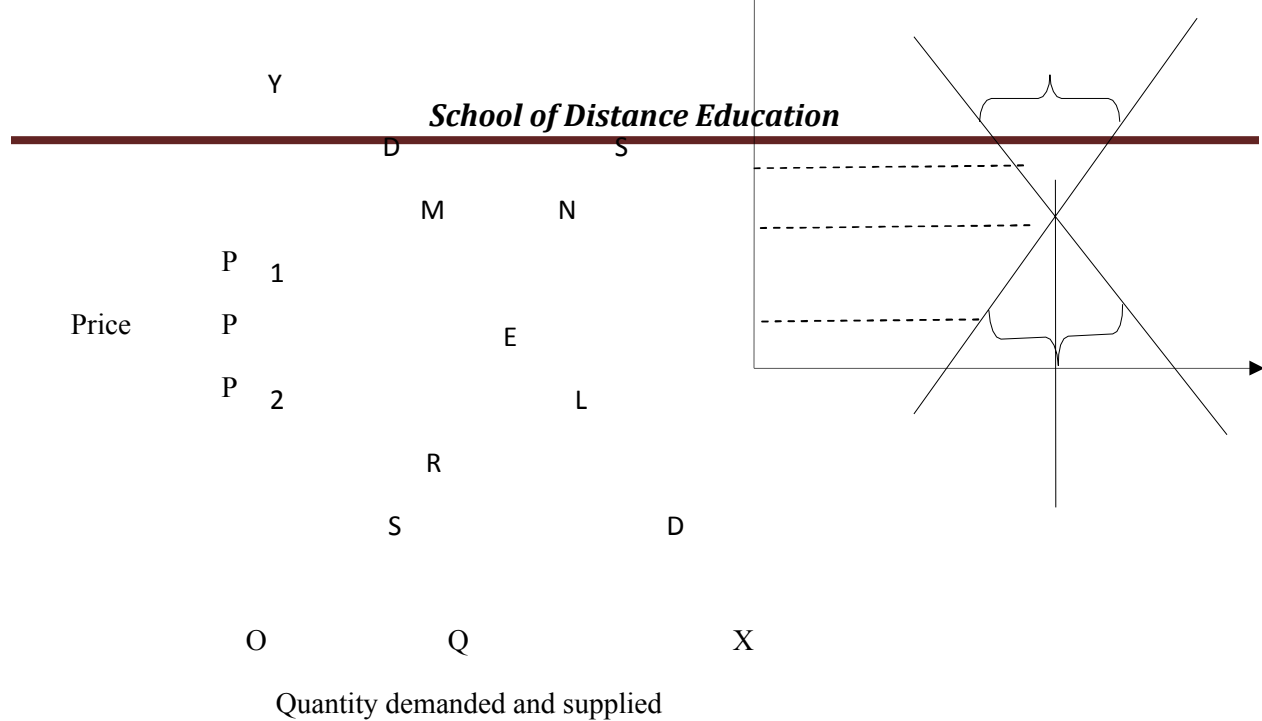 Y
School of Distance Education
D S
M N
P 1
Price P E
P 2 L
R
S D
O Q X
Quantity demanded and supplied